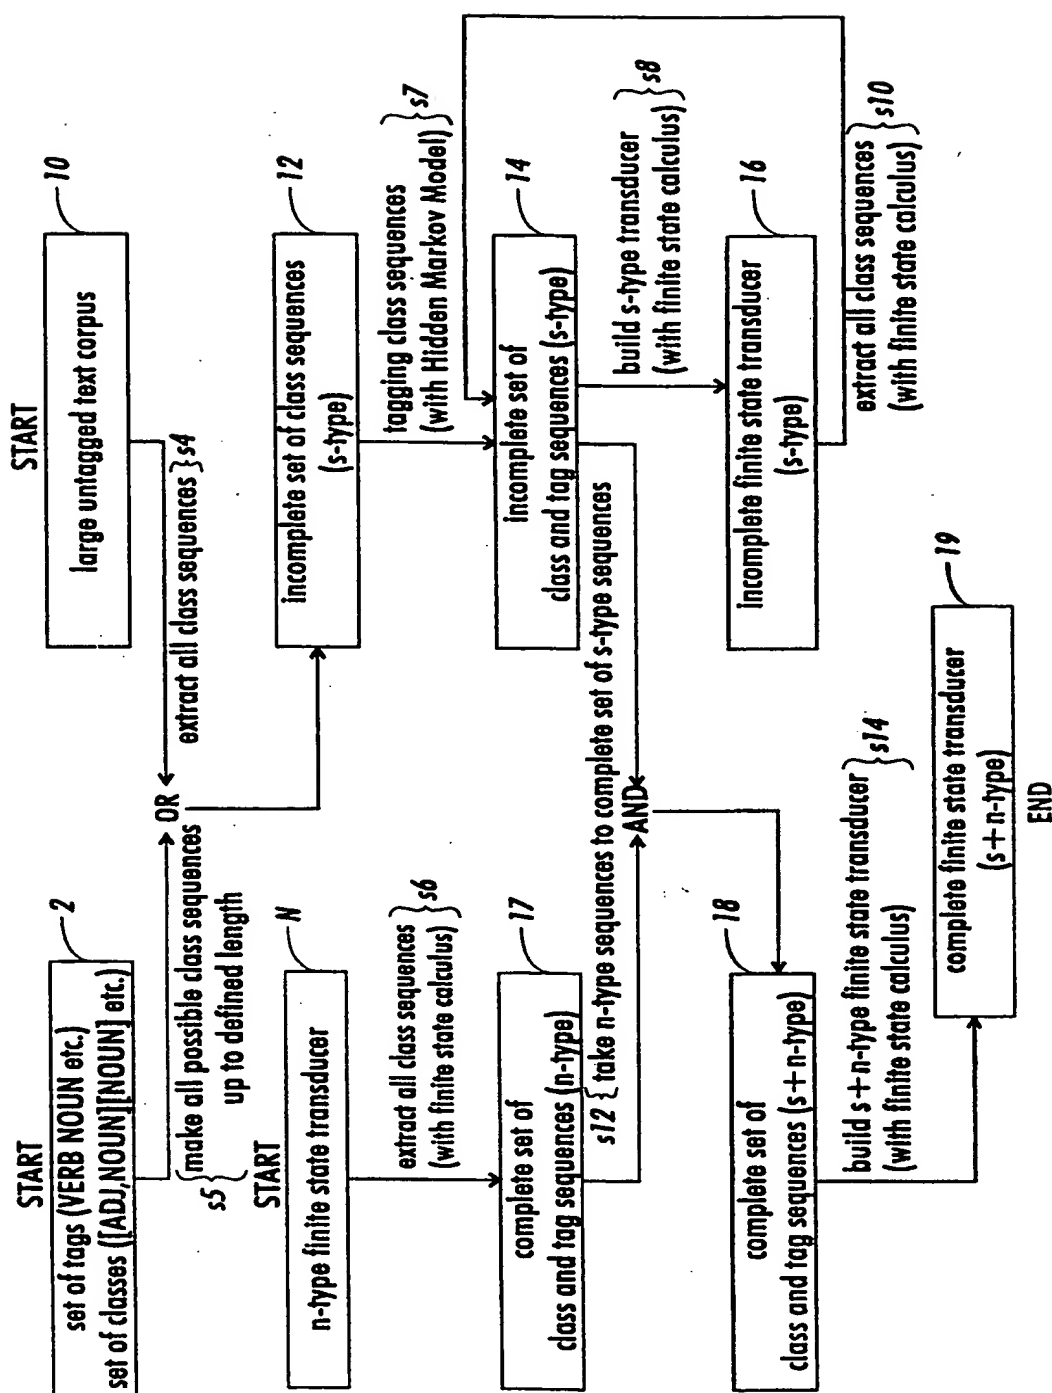 START
set of tags (VERB NOUN etc.)
set of classes ([ADJ,NOUN][NOUN] etc.)
2
START
large untagged text corpus
10
extract all class sequences } s4
OR
s5 { make all possible class sequences
up to defined length
START
n-type finite state transducer
N
incomplete set of class sequences
(s-type)
12
extract all class sequences
(with finite state calculus) } s6
tagging class sequences
(with Hidden Markov Model) } s7
complete set of
class and tag sequences (n-type)
17
incomplete set of
class and tag sequences (s-type)
14
s12 { take n-type sequences to complete set of s-type sequences
AND
build s-type transducer
(with finite state calculus) } s8
complete set of
class and tag sequences (s+n-type)
18
incomplete finite state transducer
(s-type)
16
build s+n-type finite state transducer
(with finite state calculus) } s14
extract all class sequences
(with finite state calculus) } s10
complete finite state transducer
(s+n-type)
19
END